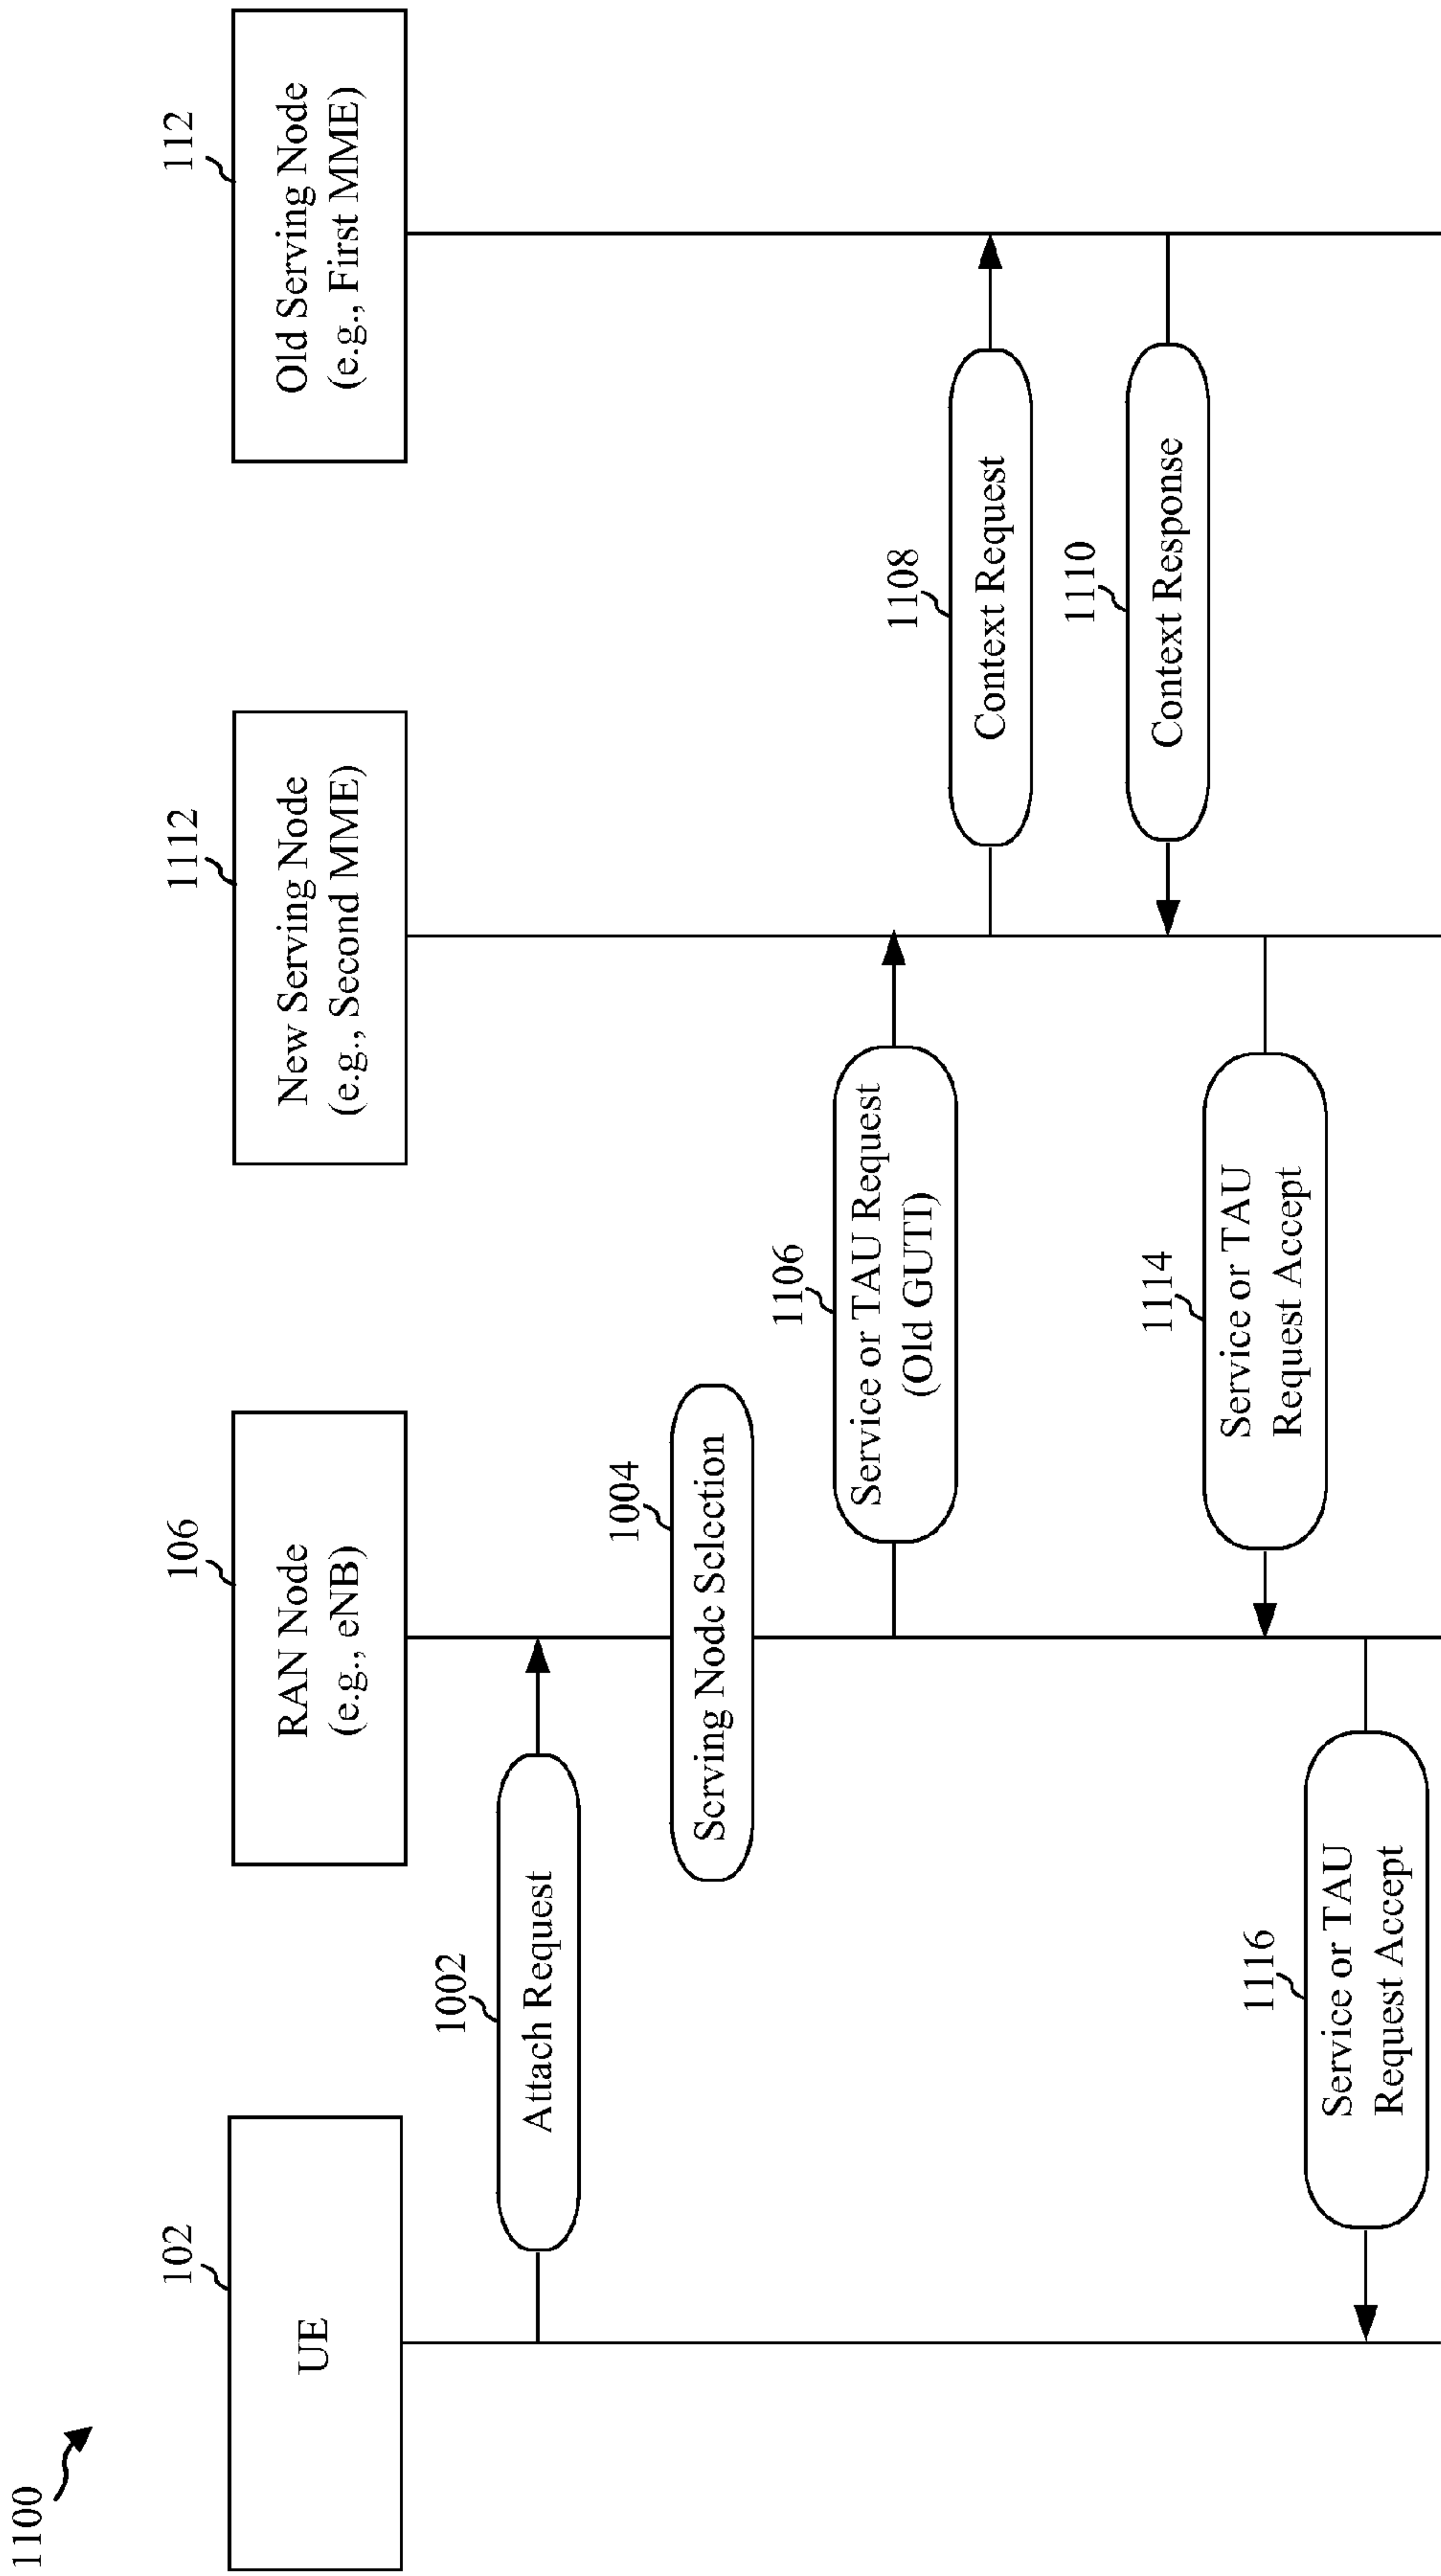 1100
102
UE
106
RAN Node
(e.g., eNB)
1112
New Serving Node
(e.g., Second MME)
112
Old Serving Node
(e.g., First MME)
1002
Attach Request
1004
Serving Node Selection
1106
Service or TAU Request
(Old GUTI)
1108
Context Request
1110
Context Response
1114
Service or TAU
Request Accept
1116
Service or TAU
Request Accept